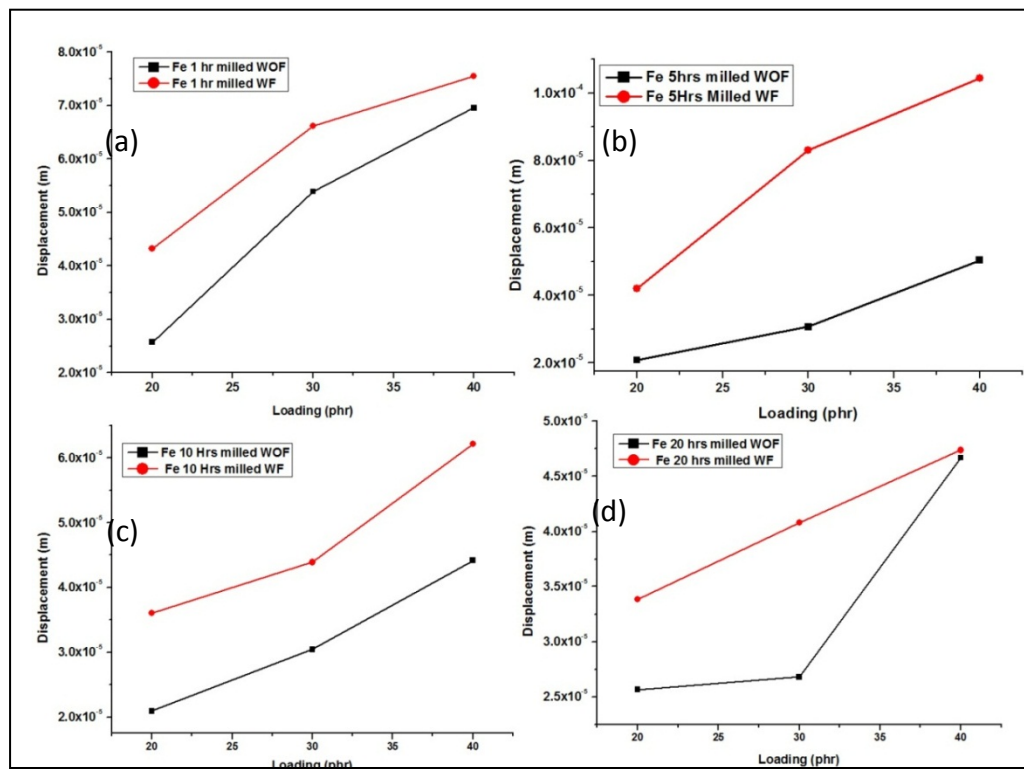 (a)
Fe 1 hr milled WOF
Fe 1 hr milled WF
8.0x10⁻⁵
7.0x10⁻⁵
6.0x10⁻⁵
5.0x10⁻⁵
4.0x10⁻⁵
3.0x10⁻⁵
2.0x10⁻⁵
Displacement (m)
20 25 30 35 40
Loading (phr)
(b)
Fe 5hrs milled WOF
Fe 5Hrs Milled WF
1.0x10⁻⁴
8.0x10⁻⁵
6.0x10⁻⁵
4.0x10⁻⁵
2.0x10⁻⁵
Displacement (m)
20 25 30 35 40
Loading (phr)
(c)
Fe 10 Hrs milled WOF
Fe 10 Hrs milled WF
6.0x10⁻⁵
5.0x10⁻⁵
4.0x10⁻⁵
3.0x10⁻⁵
2.0x10⁻⁵
Displacement (m)
20 25 30 35 40
Loading (phr)
(d)
Fe 20 hrs milled WOF
Fe 20 hrs milled WF
5.0x10⁻⁵
4.5x10⁻⁵
4.0x10⁻⁵
3.5x10⁻⁵
3.0x10⁻⁵
2.5x10⁻⁵
Displacement (m)
20 25 30 35 40
Loading (phr)